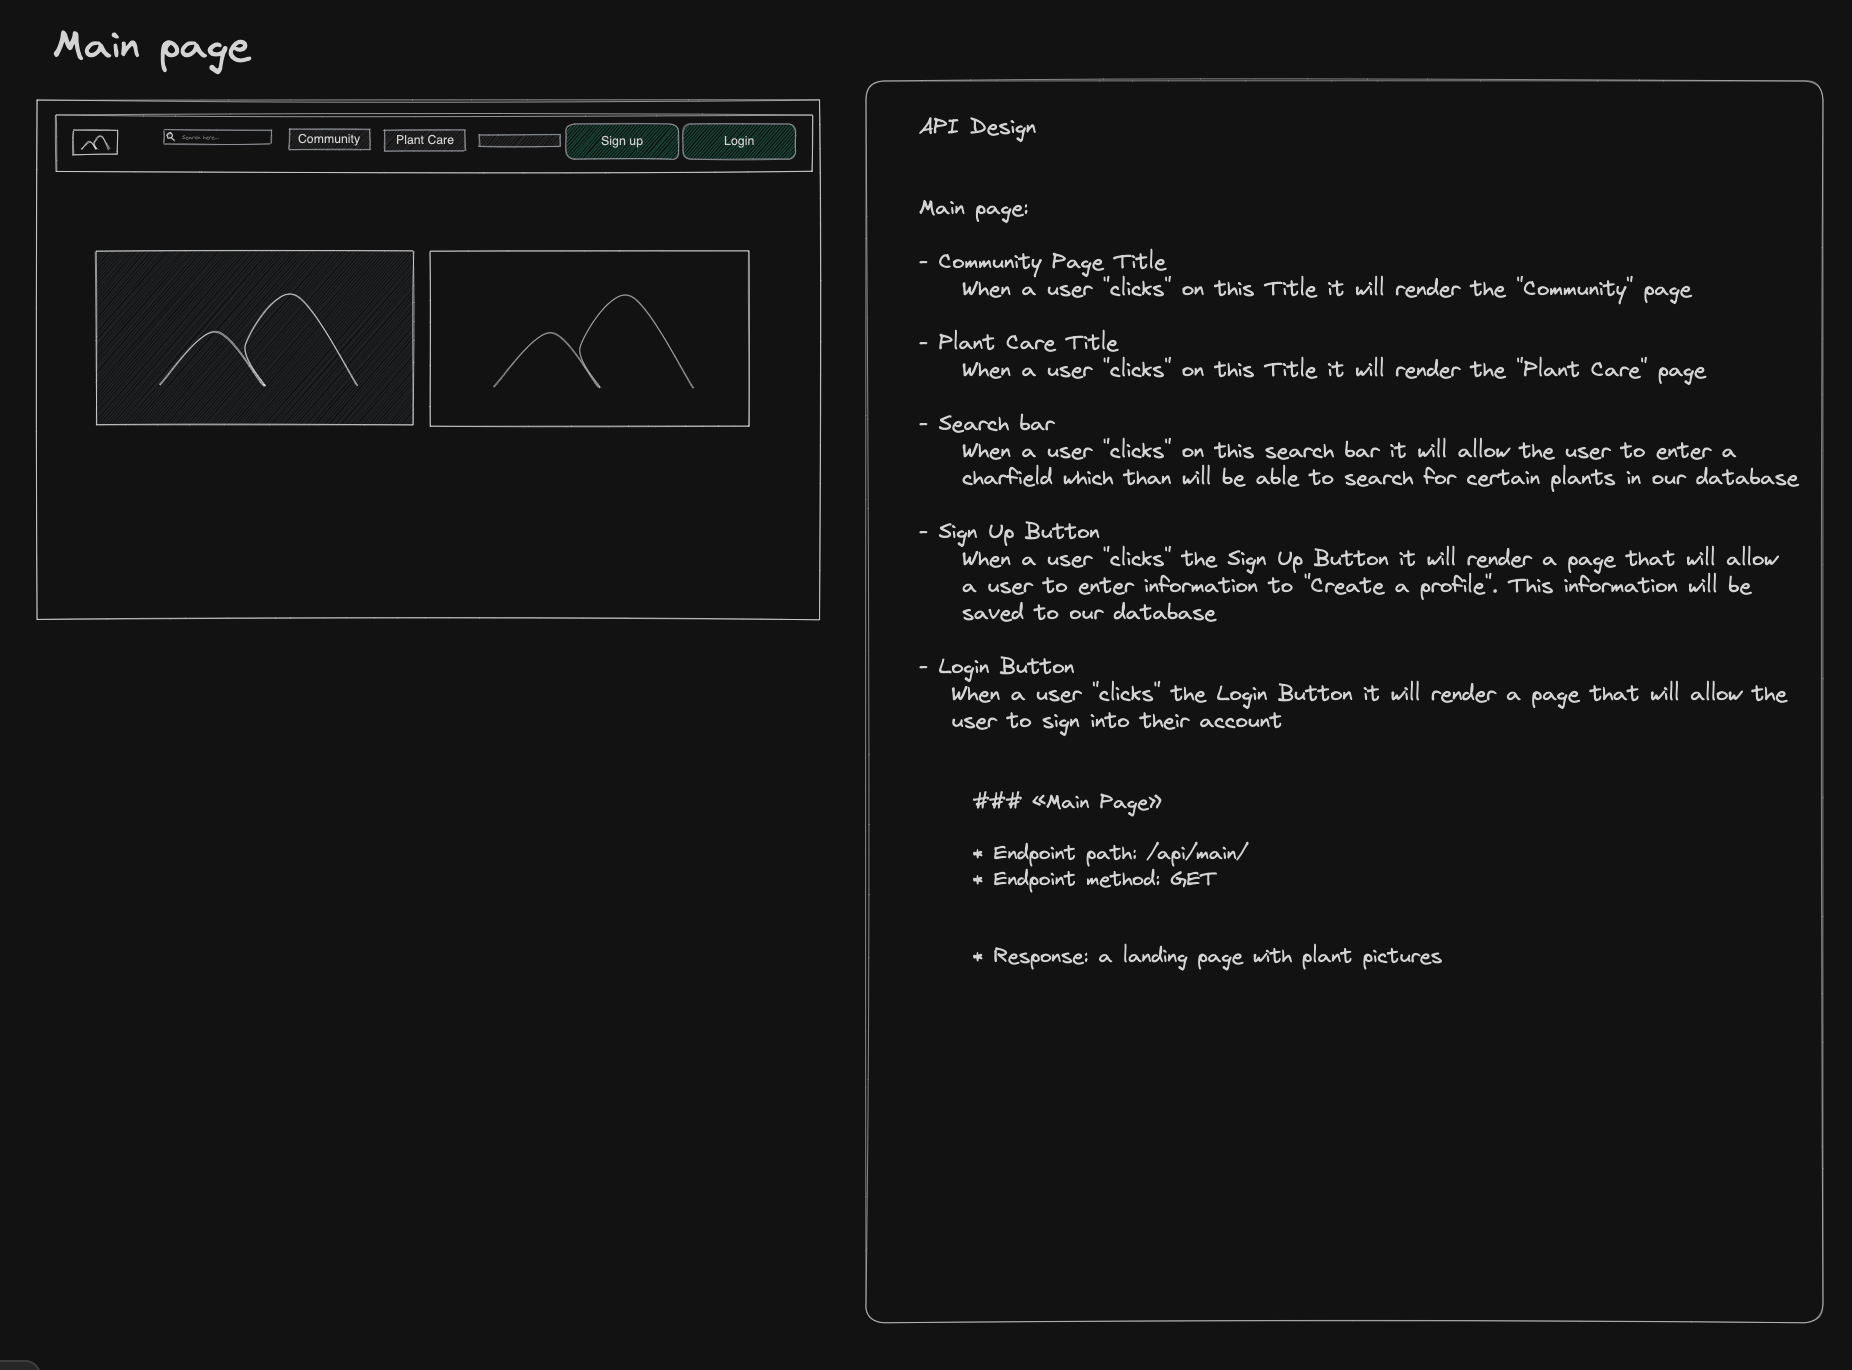 Main page
Search here...
Community
Plant Care
Sign up
Login
API Design
Main page:
- Community Page Title
When a user "clicks" on this Title it will render the "Community" page
- Plant Care Title
When a user "clicks" on this Title it will render the "Plant Care" page
- Search bar
When a user "clicks" on this search bar it will allow the user to enter a
charfield which than will be able to search for certain plants in our database
- Sign Up Button
When a user "clicks" the Sign Up Button it will render a page that will allow
a user to enter information to "Create a profile". This information will be
saved to our database
- Login Button
When a user "clicks" the Login Button it will render a page that will allow the
user to sign into their account
### «Main Page»
* Endpoint path: /api/main/
* Endpoint method: GET
* Response: a landing page with plant pictures